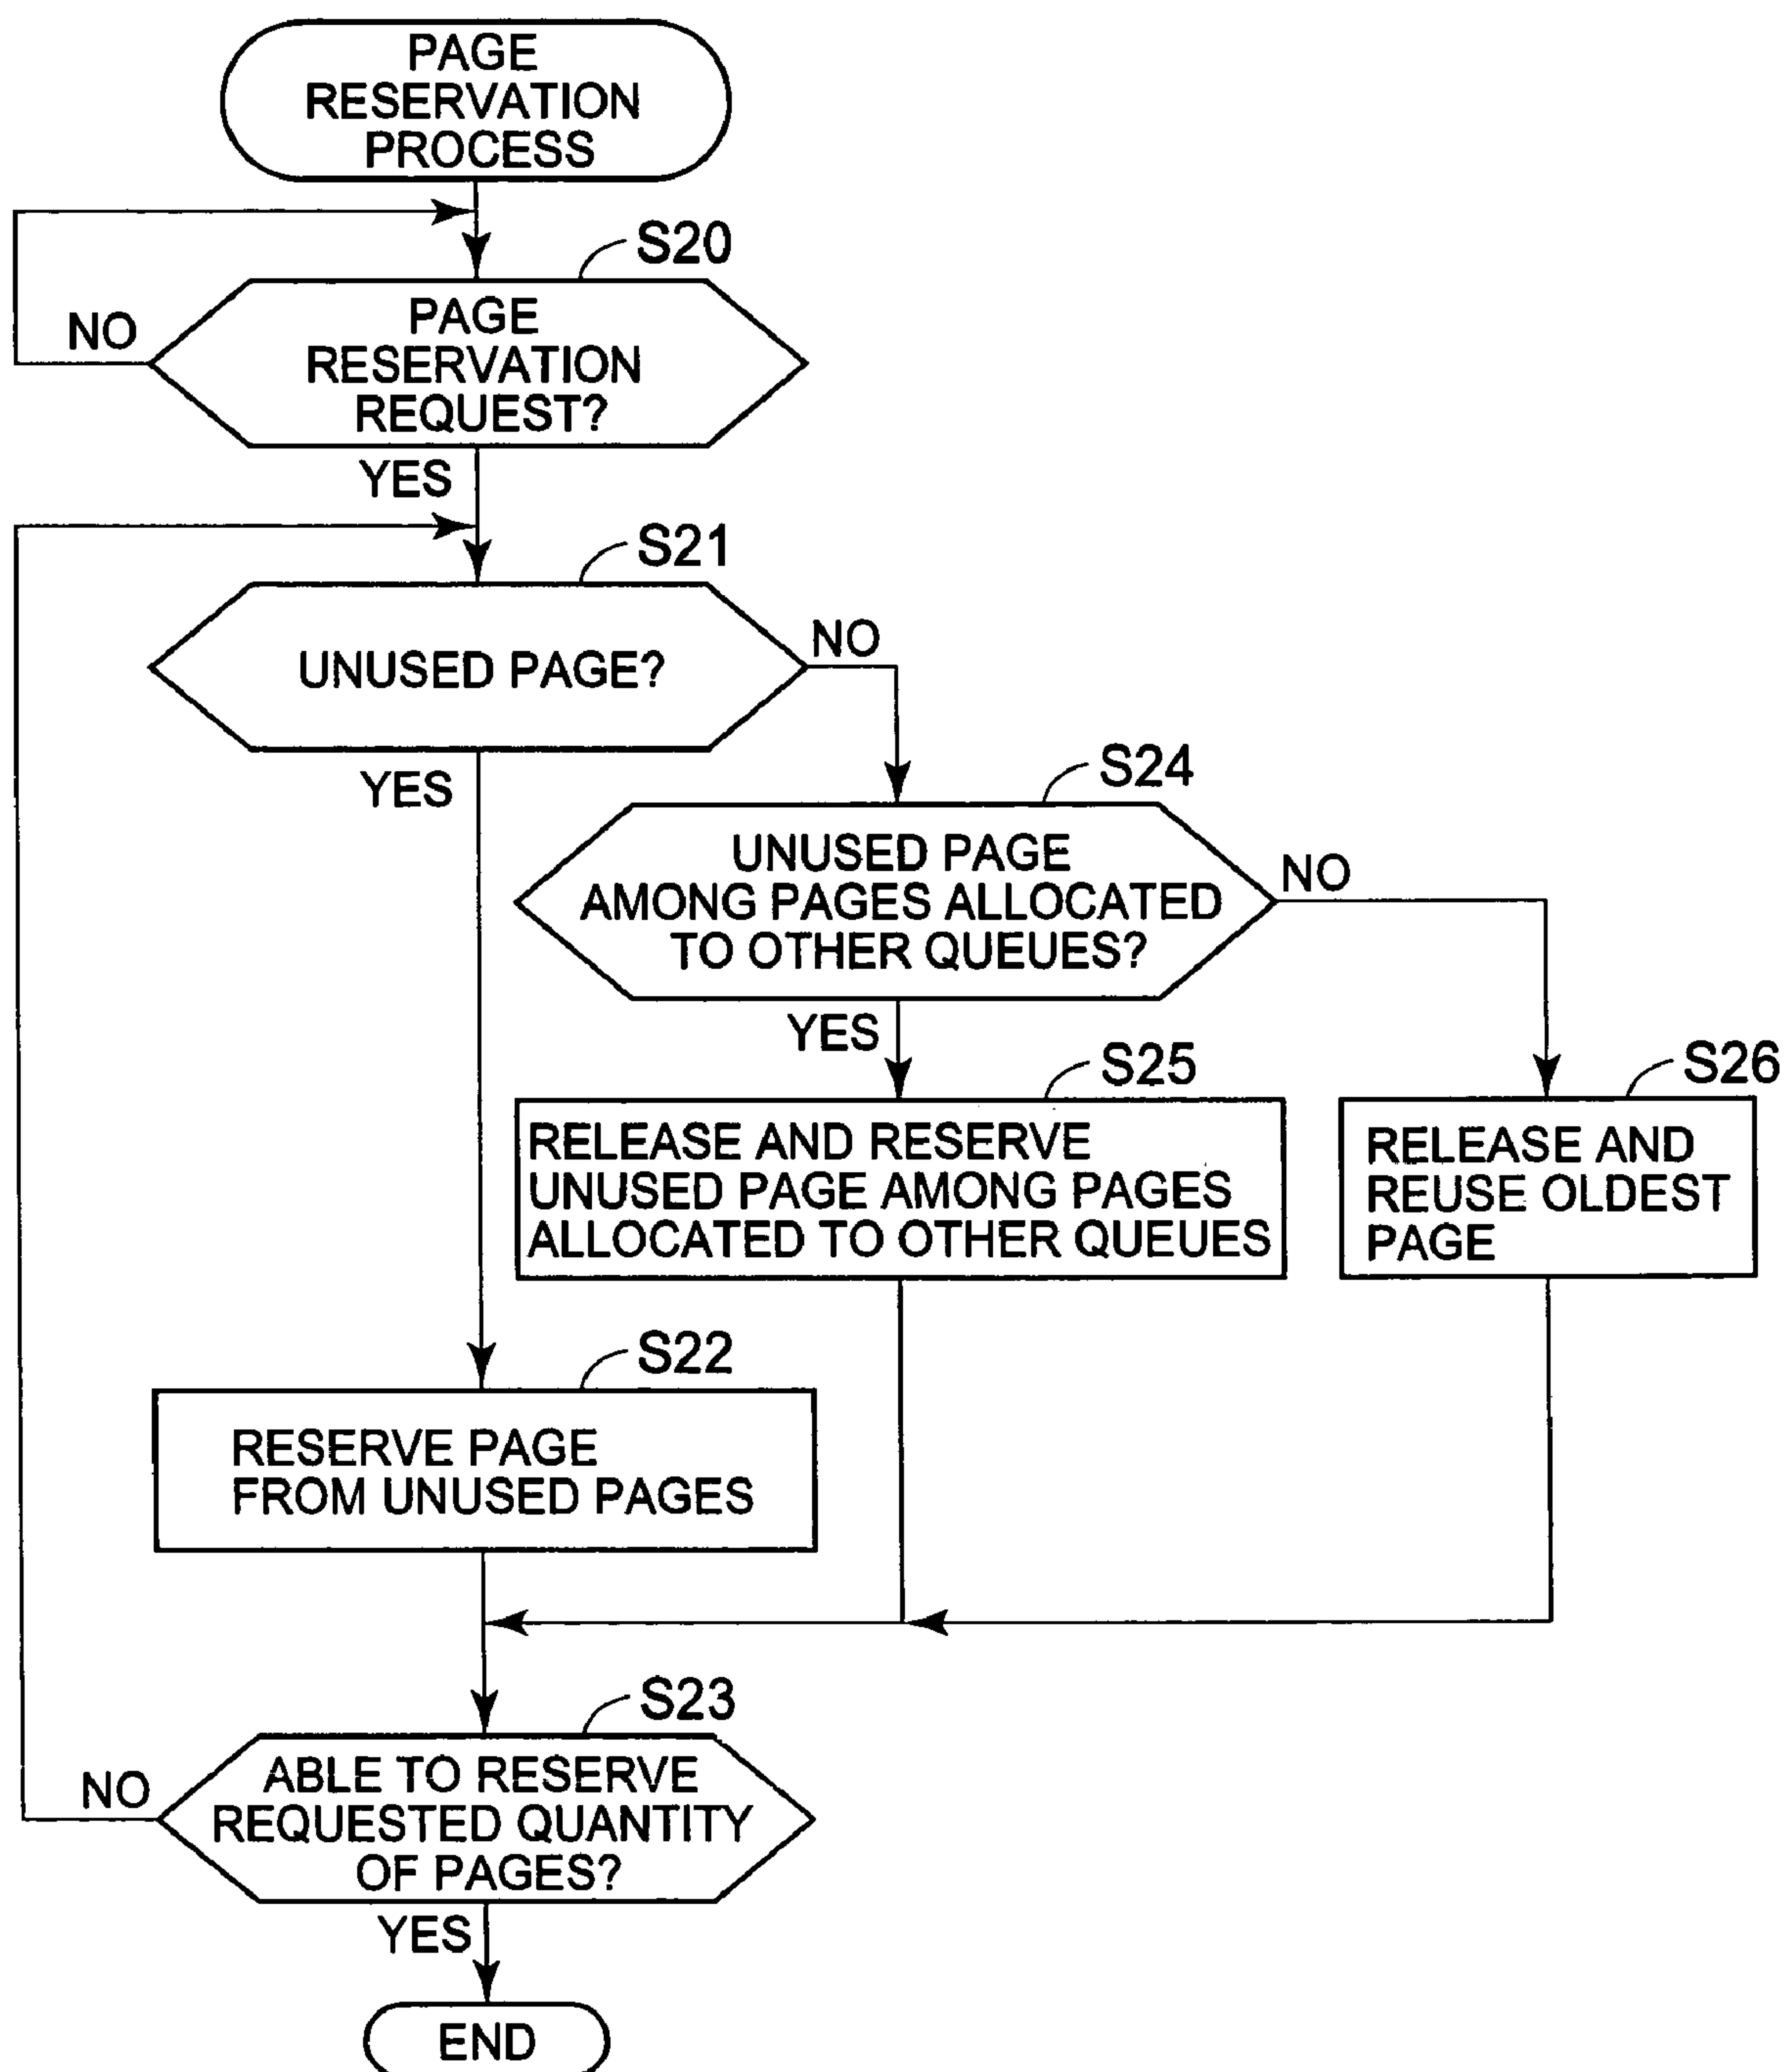 PAGE
RESERVATION
PROCESS
S20
NO
PAGE
RESERVATION
REQUEST?
YES
S21
UNUSED PAGE?
NO
YES
S24
UNUSED PAGE
AMONG PAGES ALLOCATED
TO OTHER QUEUES?
NO
YES
S25
RELEASE AND RESERVE
UNUSED PAGE AMONG PAGES
ALLOCATED TO OTHER QUEUES
S26
RELEASE AND
REUSE OLDEST
PAGE
S22
RESERVE PAGE
FROM UNUSED PAGES
S23
NO
ABLE TO RESERVE
REQUESTED QUANTITY
OF PAGES?
YES
END